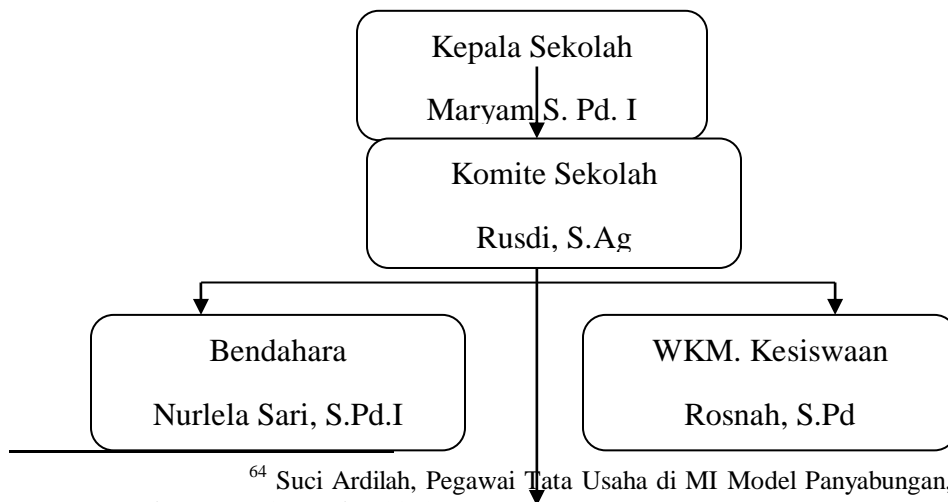 Kepala Sekolah
Maryam S. Pd. I
Komite Sekolah
Rusdi, S.Ag
Bendahara
Nurlela Sari, S.Pd.I
WKM. Kesiswaan
Rosnah, S.Pd
64 Suci Ardilah, Pegawai Tata Usaha di MI Model Panyabungan,